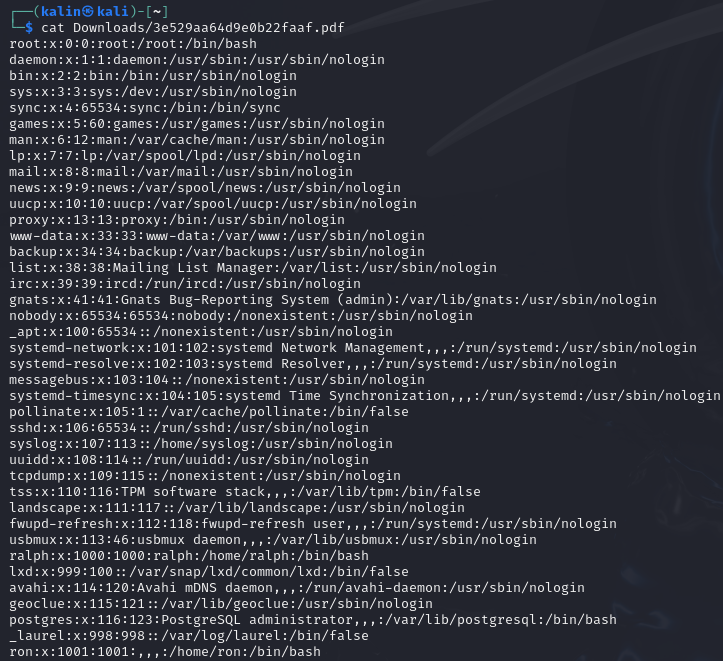 ┌──(kalin㉿kali)-[~]
└─$ cat Downloads/3e529aa64d9e0b22faaf.pdf
root:x:0:0:root:/root:/bin/bash
daemon:x:1:1:daemon:/usr/sbin:/usr/sbin/nologin
bin:x:2:2:bin:/bin:/usr/sbin/nologin
sys:x:3:3:sys:/dev:/usr/sbin/nologin
sync:x:4:65534:sync:/bin:/bin/sync
games:x:5:60:games:/usr/games:/usr/sbin/nologin
man:x:6:12:man:/var/cache/man:/usr/sbin/nologin
lp:x:7:7:lp:/var/spool/lpd:/usr/sbin/nologin
mail:x:8:8:mail:/var/mail:/usr/sbin/nologin
news:x:9:9:news:/var/spool/news:/usr/sbin/nologin
uucp:x:10:10:uucp:/var/spool/uucp:/usr/sbin/nologin
proxy:x:13:13:proxy:/bin:/usr/sbin/nologin
www-data:x:33:33:www-data:/var/www:/usr/sbin/nologin
backup:x:34:34:backup:/var/backups:/usr/sbin/nologin
list:x:38:38:Mailing List Manager:/var/list:/usr/sbin/nologin
irc:x:39:39:ircd:/run/ircd:/usr/sbin/nologin
gnats:x:41:41:Gnats Bug-Reporting System (admin):/var/lib/gnats:/usr/sbin/nologin
nobody:x:65534:65534:nobody:/nonexistent:/usr/sbin/nologin
_apt:x:100:65534::/nonexistent:/usr/sbin/nologin
systemd-network:x:101:102:systemd Network Management,,,:/run/systemd:/usr/sbin/nologin
systemd-resolve:x:102:103:systemd Resolver,,,:/run/systemd:/usr/sbin/nologin
messagebus:x:103:104::/nonexistent:/usr/sbin/nologin
systemd-timesync:x:104:105:systemd Time Synchronization,,,:/run/systemd:/usr/sbin/nologin
pollinate:x:105:1::/var/cache/pollinate:/bin/false
sshd:x:106:65534::/run/sshd:/usr/sbin/nologin
syslog:x:107:113::/home/syslog:/usr/sbin/nologin
uuidd:x:108:114::/run/uuidd:/usr/sbin/nologin
tcpdump:x:109:115::/nonexistent:/usr/sbin/nologin
tss:x:110:116:TPM software stack,,,:/var/lib/tpm:/bin/false
landscape:x:111:117::/var/lib/landscape:/usr/sbin/nologin
fwupd-refresh:x:112:118:fwupd-refresh user,,,:/run/systemd:/usr/sbin/nologin
usbmux:x:113:46:usbmux daemon,,,:/var/lib/usbmux:/usr/sbin/nologin
ralph:x:1000:1000:ralph:/home/ralph:/bin/bash
lxd:x:999:100::/var/snap/lxd/common/lxd:/bin/false
avahi:x:114:120:Avahi mDNS daemon,,,:/run/avahi-daemon:/usr/sbin/nologin
geoclue:x:115:121::/var/lib/geoclue:/usr/sbin/nologin
postgres:x:116:123:PostgreSQL administrator,,,:/var/lib/postgresql:/bin/bash
_laurel:x:998:998::/var/log/laurel:/bin/false
ron:x:1001:1001:,,,:/home/ron:/bin/bash